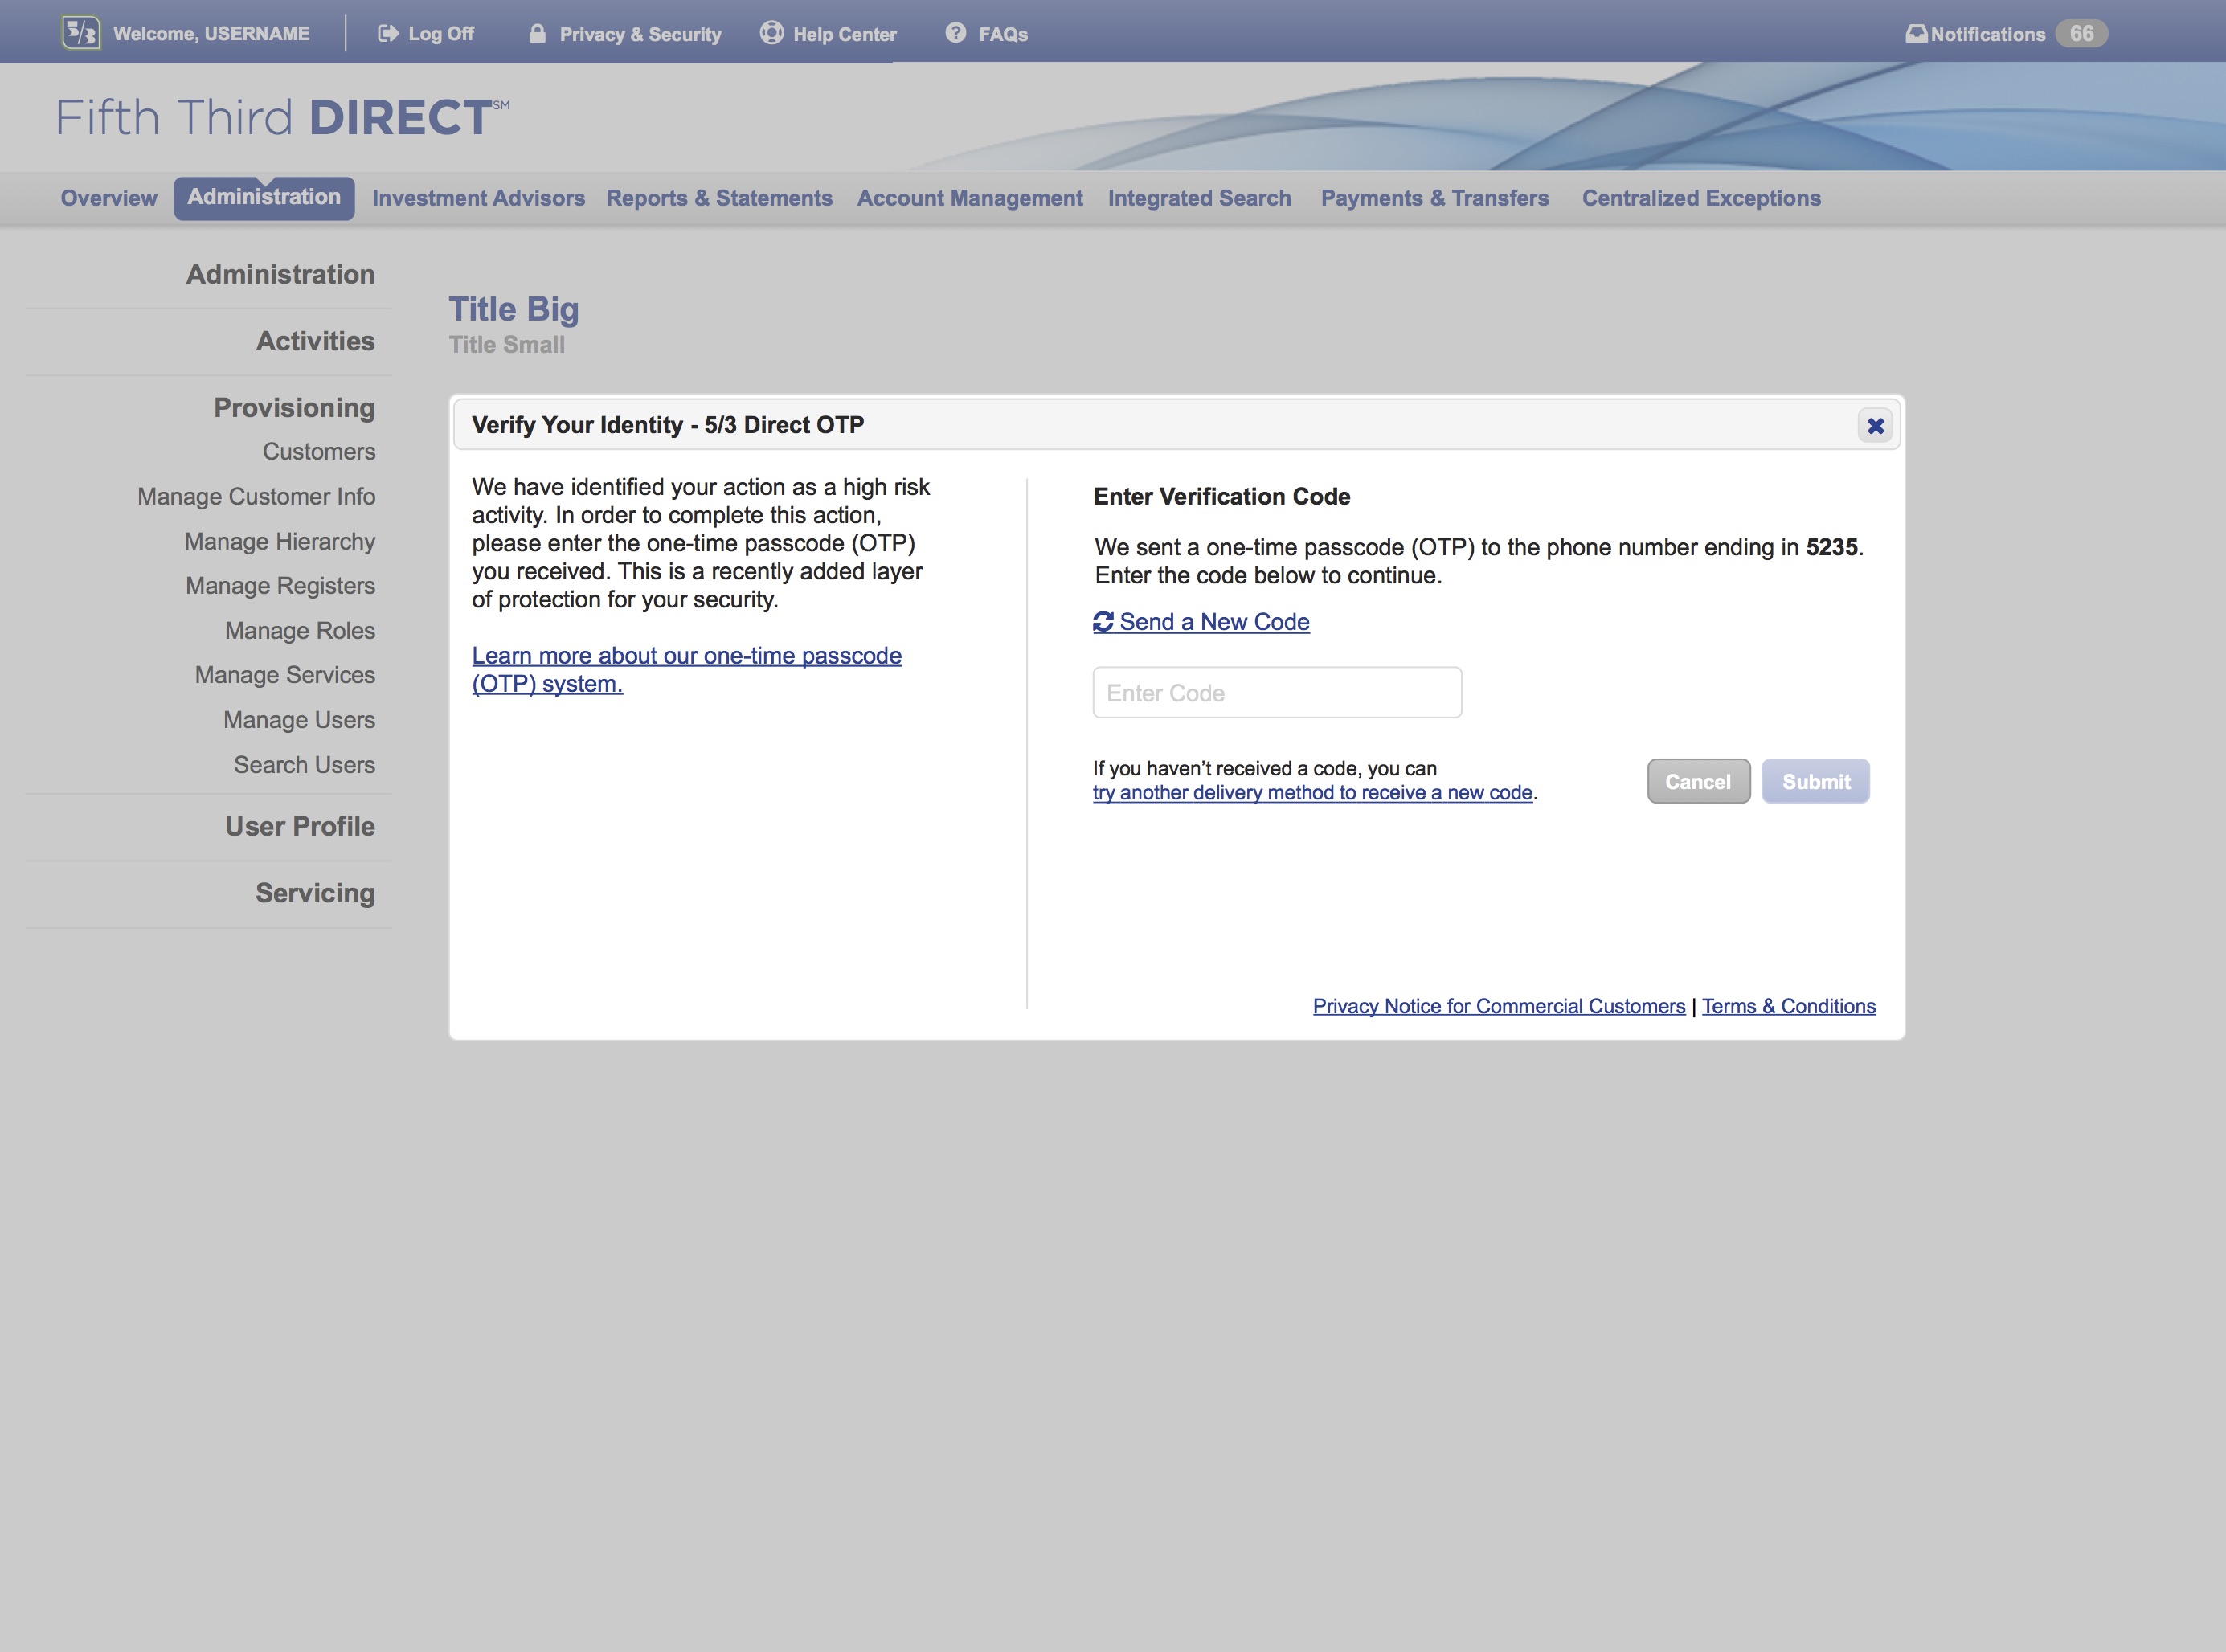 5/3 Welcome, USERNAME
Log Off
Privacy & Security
Help Center
FAQs
Notifications 66
Fifth Third DIRECT℠
Overview
Administration
Investment Advisors
Reports & Statements
Account Management
Integrated Search
Payments & Transfers
Centralized Exceptions
Administration
Activities
Provisioning
Customers
Manage Customer Info
Manage Hierarchy
Manage Registers
Manage Roles
Manage Services
Manage Users
Search Users
User Profile
Servicing
Title Big
Title Small
Verify Your Identity - 5/3 Direct OTP
We have identified your action as a high risk
activity. In order to complete this action,
please enter the one-time passcode (OTP)
you received. This is a recently added layer
of protection for your security.
Learn more about our one-time passcode
(OTP) system.
Enter Verification Code
We sent a one-time passcode (OTP) to the phone number ending in 5235.
Enter the code below to continue.
Send a New Code
Enter Code
If you haven’t received a code, you can
try another delivery method to receive a new code.
Cancel
Submit
Privacy Notice for Commercial Customers | Terms & Conditions